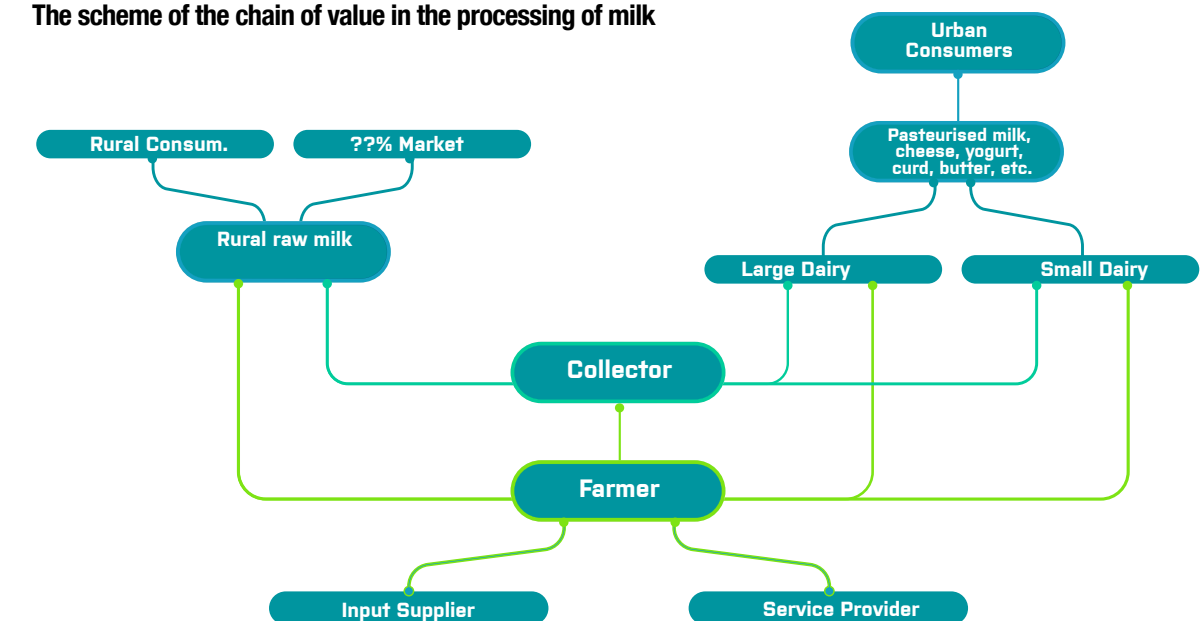 The scheme of the chain of value in the processing of milk
Urban
Consumers
Rural Consum.
??% Market
Pasteurised milk,
cheese, yogurt,
curd, butter, etc.
Rural raw milk
Large Dairy
Small Dairy
Collector
Farmer
Input Supplier
Service Provider